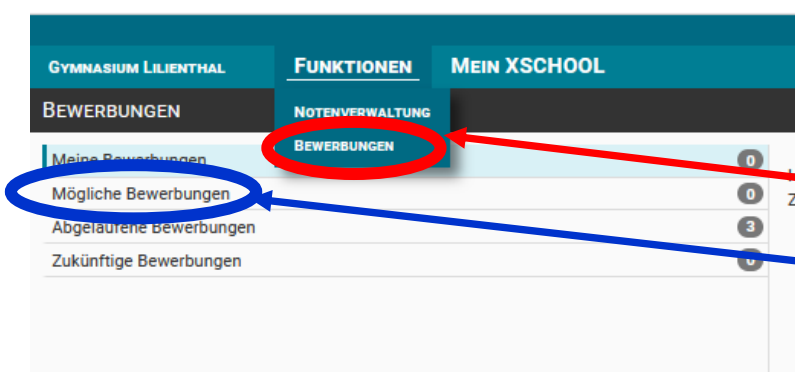 GYMNASIUM LILIENTHAL FUNKTIONEN MEIN XSCHOOL
BEWERBUNGEN NOTENVERWALTUNG
BEWERBUNGEN
Meine Bewerbungen 0
Mögliche Bewerbungen 0
Z
Abgelaufene Bewerbungen 3
Zukünftige Bewerbungen 0